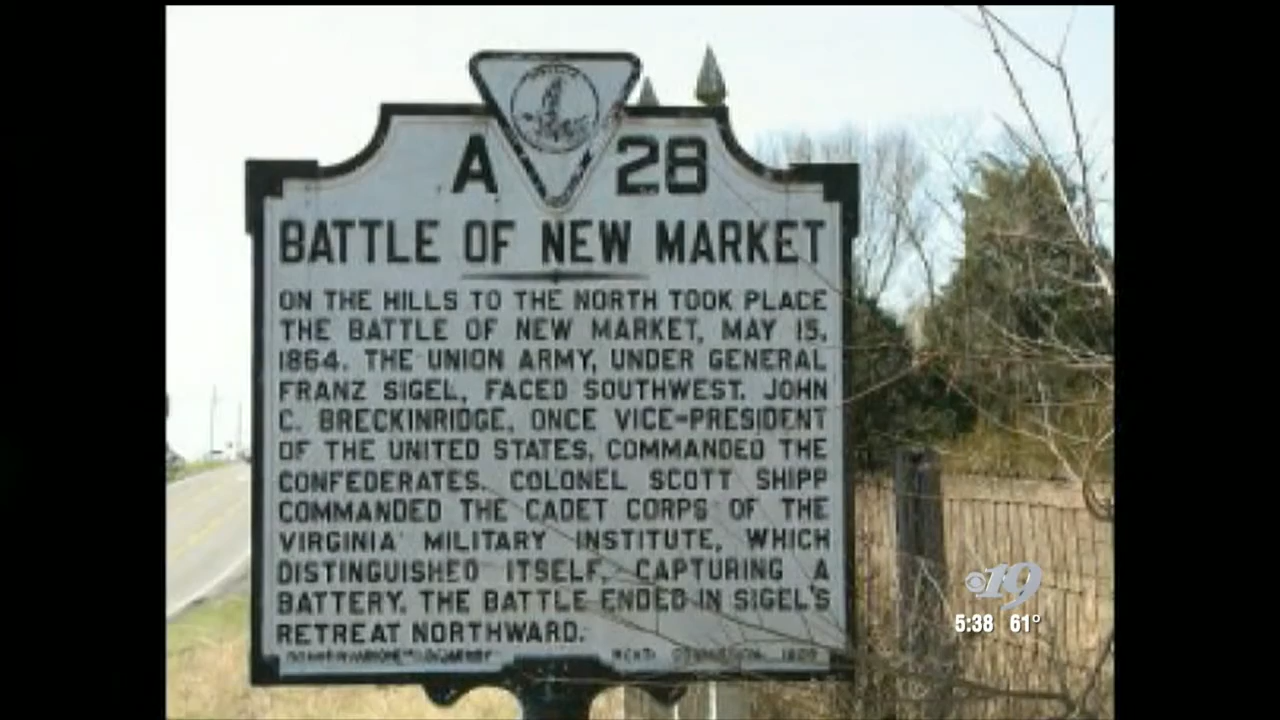 A 28
BATTLE OF NEW MARKET
ON THE HILLS TO THE NORTH TOOK PLACE
THE BATTLE OF NEW MARKET, MAY 15,
1864. THE UNION ARMY, UNDER GENERAL
FRANZ SIGEL, FACED SOUTHWEST. JOHN
C. BRECKINRIDGE, ONCE VICE-PRESIDENT
OF THE UNITED STATES, COMMANDED THE
CONFEDERATES. COLONEL SCOTT SHIPP
COMMANDED THE CADET CORPS OF THE
VIRGINIA MILITARY INSTITUTE, WHICH
DISTINGUISHED ITSELF, CAPTURING A
BATTERY. THE BATTLE ENDED IN SIGEL'S
RETREAT NORTHWARD.
19
5:38 61°